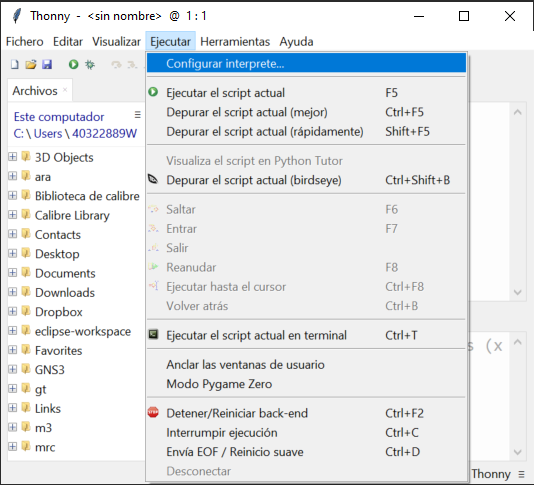 Thonny - <sin nombre> @ 1 : 1
Fichero Editar Visualizar Ejecutar Herramientas Ayuda
Configurar interprete...
Archivos
Este computador
C: \ Users \ 40322889W
3D Objects
ara
Biblioteca de calibre
Calibre Library
Contacts
Desktop
Documents
Downloads
Dropbox
eclipse-workspace
Favorites
GNS3
gt
Links
m3
mrc
Ejecutar el script actual F5
Depurar el script actual (mejor) Ctrl+F5
Depurar el script actual (rápidamente) Shift+F5
Visualiza el script en Python Tutor
Depurar el script actual (birdseye) Ctrl+Shift+B
Saltar F6
Entrar F7
Salir
Reanudar F8
Ejecutar hasta el cursor Ctrl+F8
Volver atrás Ctrl+B
Ejecutar el script actual en terminal Ctrl+T
Anclar las ventanas de usuario
Modo Pygame Zero
STOP
Detener/Reiniciar back-end Ctrl+F2
Interrumpir ejecución Ctrl+C
Envía EOF / Reinicio suave Ctrl+D
Desconectar
s (x
Thonny ≡